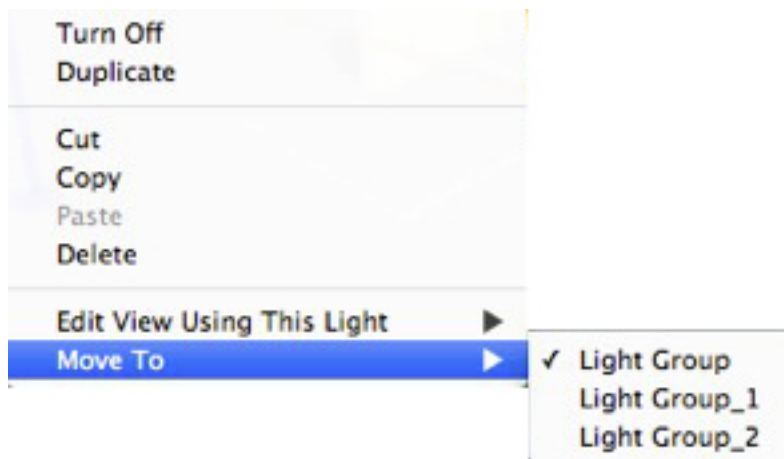 Turn Off
Duplicate
Cut
Copy
Paste
Delete
Edit View Using This Light
Move To
✓ Light Group
Light Group_1
Light Group_2